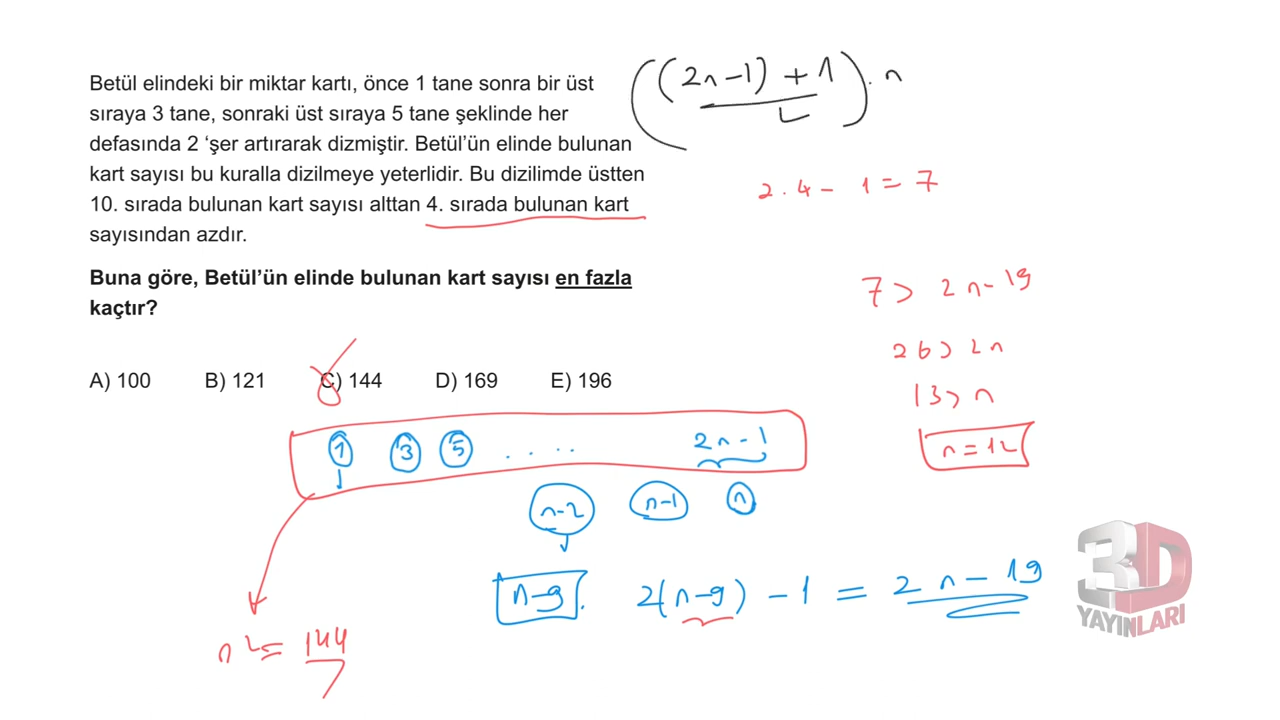 Betül elindeki bir miktar kartı, önce 1 tane sonra bir üst
sıraya 3 tane, sonraki üst sıraya 5 tane şeklinde her
defasında 2 ‘şer artırarak dizmiştir. Betül’ün elinde bulunan
kart sayısı bu kuralla dizilmeye yeterlidir. Bu dizilimde üstten
10. sırada bulunan kart sayısı alttan 4. sırada bulunan kart
sayısından azdır.
Buna göre, Betül’ün elinde bulunan kart sayısı en fazla
kaçtır?
A) 100 B) 121 C) 144 D) 169 E) 196
((2n-1)+1).n
2
2.4-1=7
7> 2n-19
26>2n
13>n
n=12
1 3 5 .... 2n-1
n-2 n-1 n
n-9. 2(n-9)-1 = 2n-19
n²= 144
3D
YAYINLARI